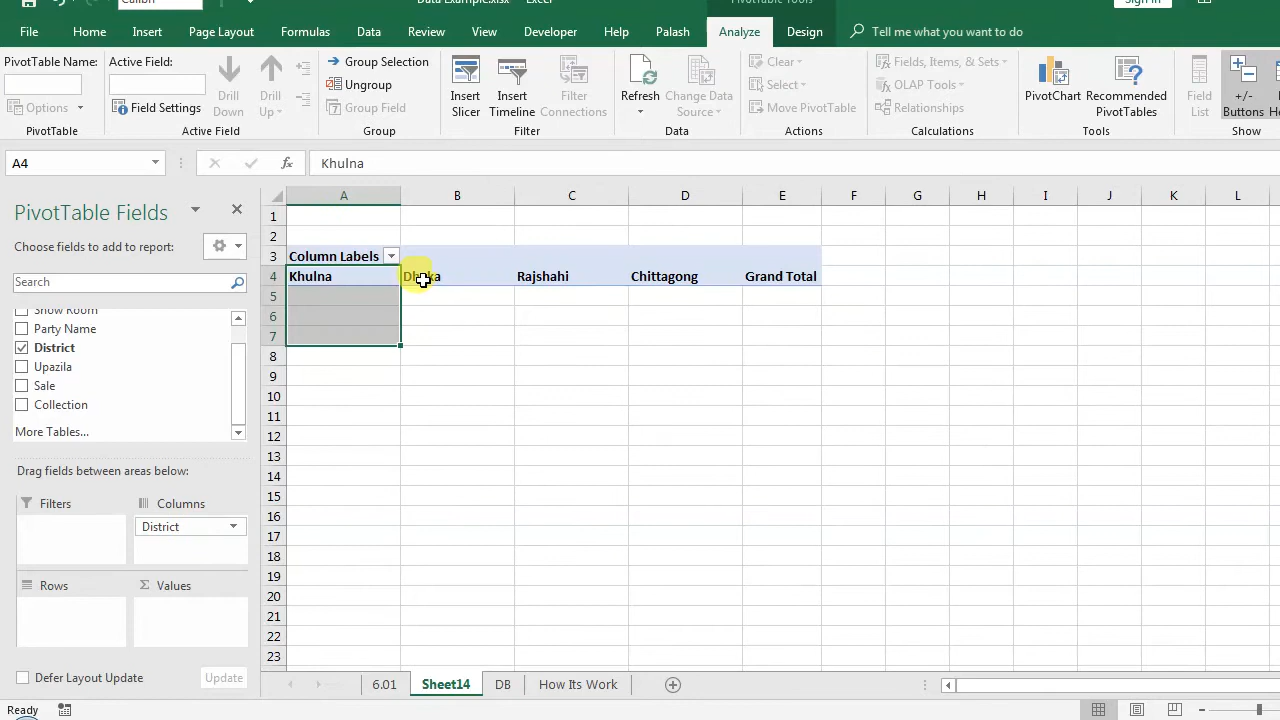 Data Example.xlsx - Excel
PivotTable Tools
Sign in
Calibri
File Home Insert Page Layout Formulas Data Review View Developer Help Palash Analyze Design Tell me what you want to do
PivotTable Name:
Options
PivotTable
Active Field:
Field Settings
Drill Down
Drill Up
Active Field
Group Selection
Ungroup
Group Field
Group
Insert Slicer
Insert Timeline
Filter Connections
Filter
Refresh
Change Data Source
Data
Clear
Select
Move PivotTable
Actions
Fields, Items, & Sets
OLAP Tools
Relationships
Calculations
PivotChart
Recommended PivotTables
Tools
Field List
+/- Buttons
Show
A4
fx
Khulna
PivotTable Fields
Choose fields to add to report:
Search
Show Room
Party Name
District
Upazila
Sale
Collection
More Tables...
Drag fields between areas below:
Filters
Columns
District
Rows
Σ Values
Defer Layout Update
Update
A B C D E F G H I J K L
1
2
3 Column Labels
4 Khulna Dhaka Rajshahi Chittagong Grand Total
5
6
7
8
9
10
11
12
13
14
15
16
17
18
19
20
21
22
23
6.01 Sheet14 DB How Its Work
Ready